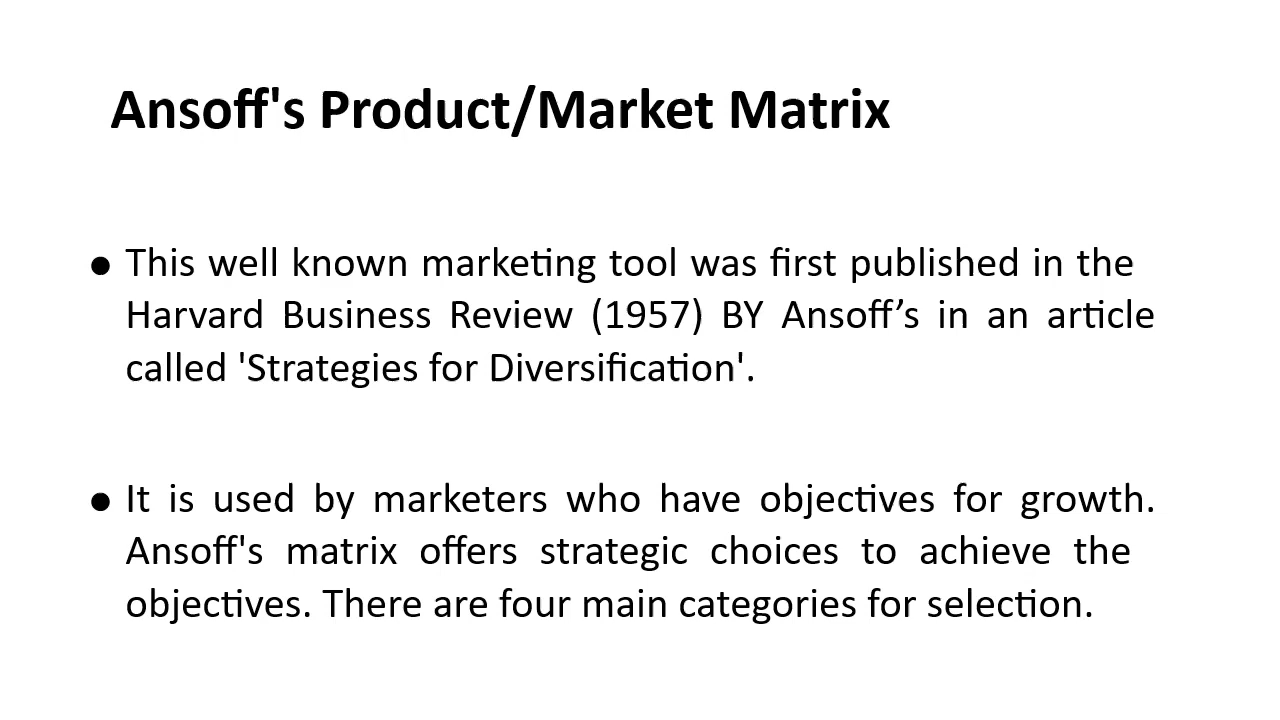 Ansoff's Product/Market Matrix
● This well known marketing tool was first published in the
Harvard Business Review (1957) BY Ansoff’s in an article
called 'Strategies for Diversification'.
● It is used by marketers who have objectives for growth.
Ansoff's matrix offers strategic choices to achieve the
objectives. There are four main categories for selection.